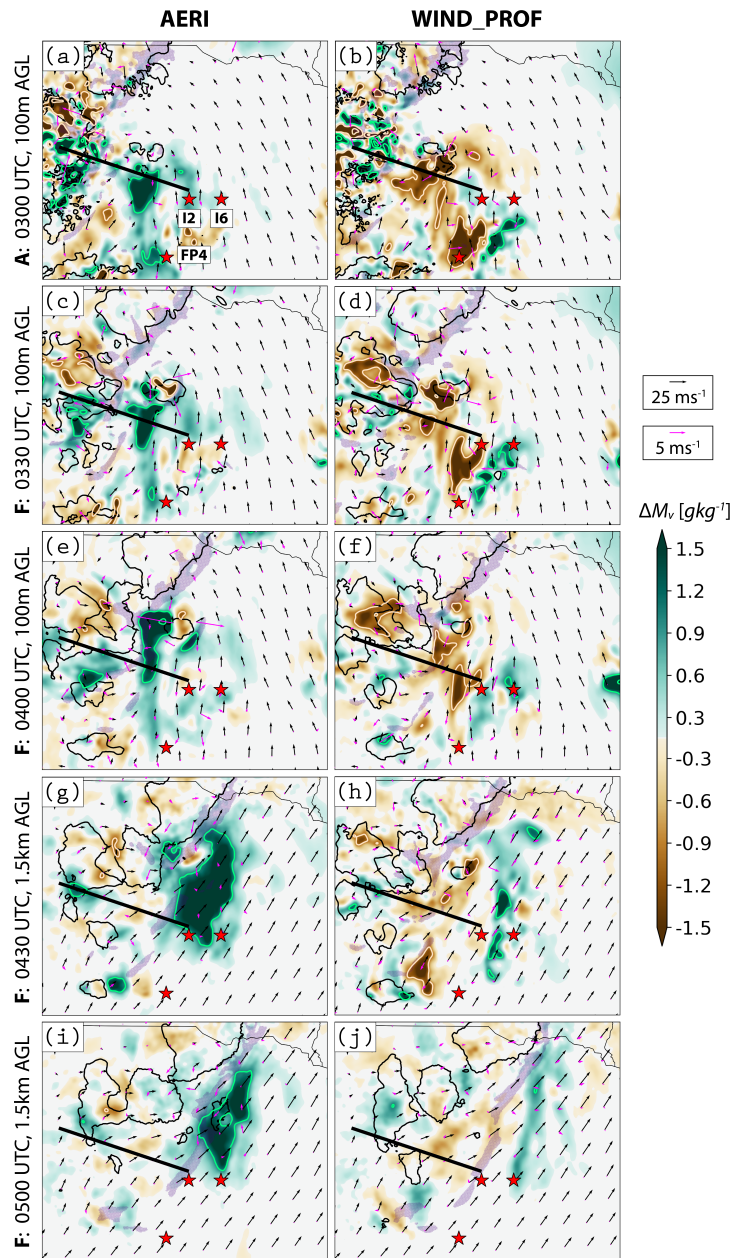 AERI
WIND_PROF
A: 0300 UTC, 100m AGL
(a)
(b)
I2
I6
FP4
F: 0330 UTC, 100m AGL
(c)
(d)
25 ms⁻¹
5 ms⁻¹
F: 0400 UTC, 100m AGL
(e)
(f)
ΔMᵥ [gkg⁻¹]
1.5
1.2
0.9
0.6
0.3
-0.3
-0.6
-0.9
-1.2
-1.5
F: 0430 UTC, 1.5km AGL
(g)
(h)
F: 0500 UTC, 1.5km AGL
(i)
(j)